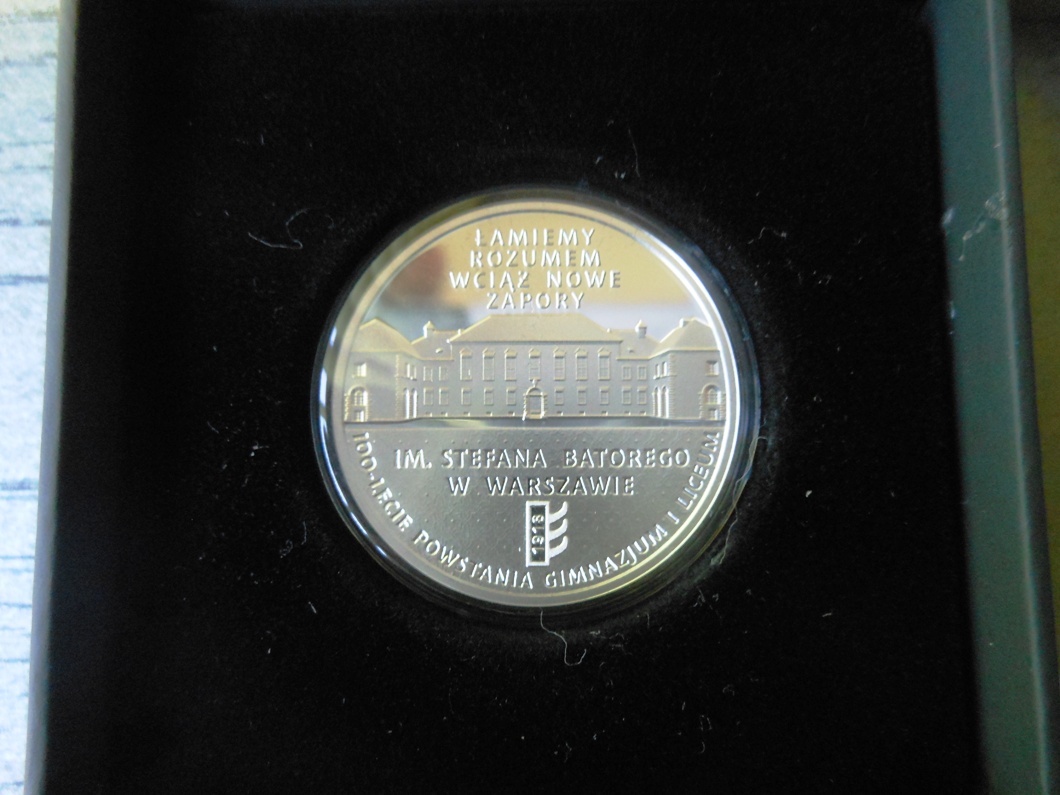 ŁAMIEMY
ROZUMEM
WCIĄŻ NOWE
ZAPORY
IM. STEFANA BATOREGO
W WARSZAWIE
1918
100-LECIE POWSTANIA GIMNAZJUM I LICEUM